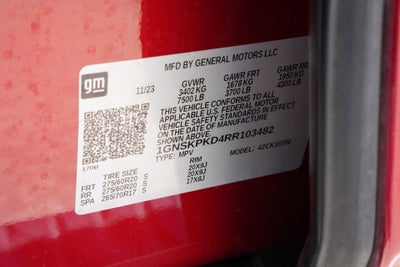 MFD BY GENERAL MOTORS LLC
gm
11/23
GVWR GAWR FRT GAWR RR
3402 KG 1678 KG 1950 KG
7500 LB 3700 LB 4300 LB
THIS VEHICLE CONFORMS TO ALL
APPLICABLE U.S. FEDERAL MOTOR
VEHICLE SAFETY STANDARDS IN EFFECT
ON THE DATE OF MANUFACTURE
SHOWN ABOVE.
1GNSKPKD4RR103482
TYPE: MPV MODEL: 42CK10706
TIRE SIZE RIM
FRT 275/60R20 S 20X9J
RR 275/60R20 S 20X9J
SPA 265/70R17 S 17X8J